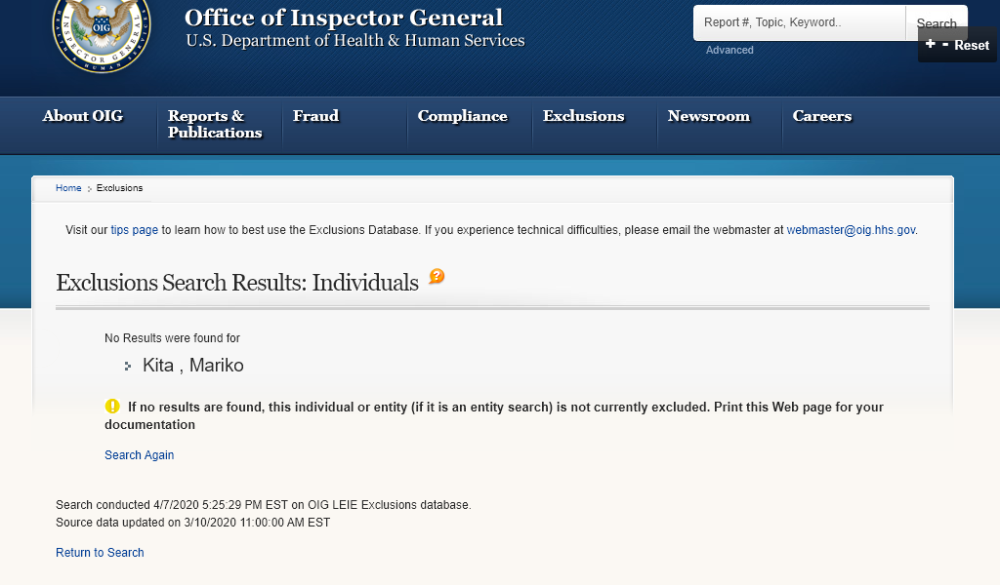 OIG
INSPECTOR GENERAL
HEALTH & HUMAN SERVICES
Office of Inspector General
U.S. Department of Health & Human Services
Report #, Topic, Keyword..
Search
Advanced
+ - Reset
About OIG
Reports &
Publications
Fraud
Compliance
Exclusions
Newsroom
Careers
Home Exclusions
Visit our tips page to learn how to best use the Exclusions Database. If you experience technical difficulties, please email the webmaster at webmaster@oig.hhs.gov.
Exclusions Search Results: Individuals ?
No Results were found for
Kita , Mariko
! If no results are found, this individual or entity (if it is an entity search) is not currently excluded. Print this Web page for your
documentation
Search Again
Search conducted 4/7/2020 5:25:29 PM EST on OIG LEIE Exclusions database.
Source data updated on 3/10/2020 11:00:00 AM EST
Return to Search